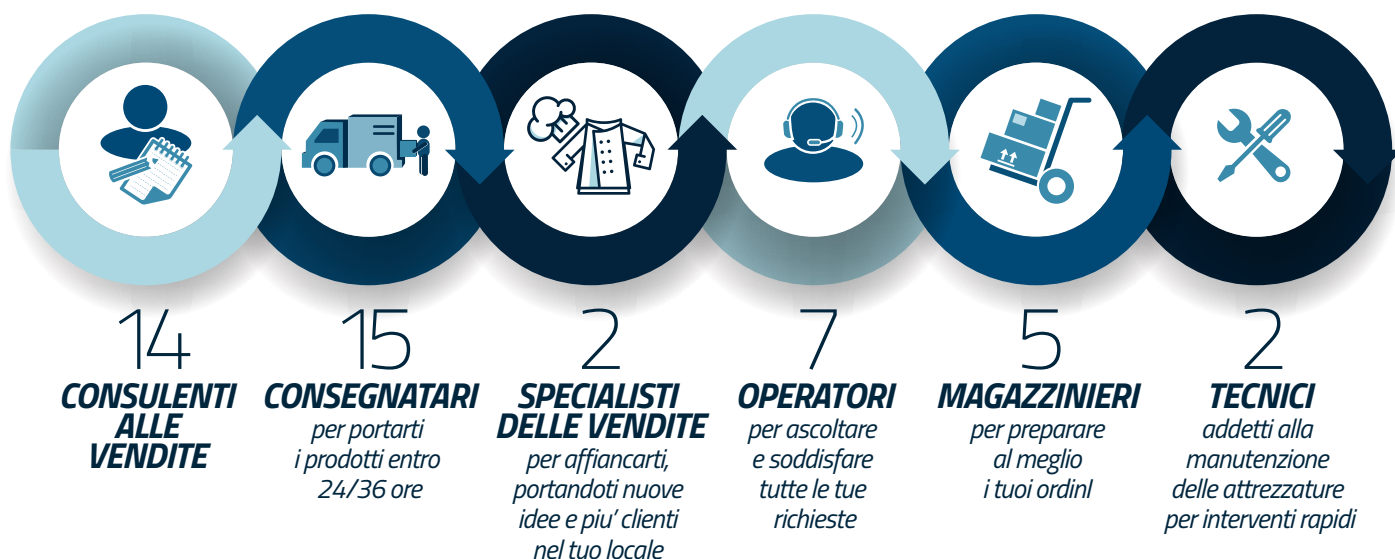 14
CONSULENTI
ALLE
VENDITE
15
CONSEGNATARI
per portarti
i prodotti entro
24/36 ore
2
SPECIALISTI
DELLE VENDITE
per affiancarti,
portandoti nuove
idee e piu’ clienti
nel tuo locale
7
OPERATORI
per ascoltare
e soddisfare
tutte le tue
richieste
5
MAGAZZINIERI
per preparare
al meglio
i tuoi ordinI
2
TECNICI
addetti alla
manutenzione
delle attrezzature
per interventi rapidi